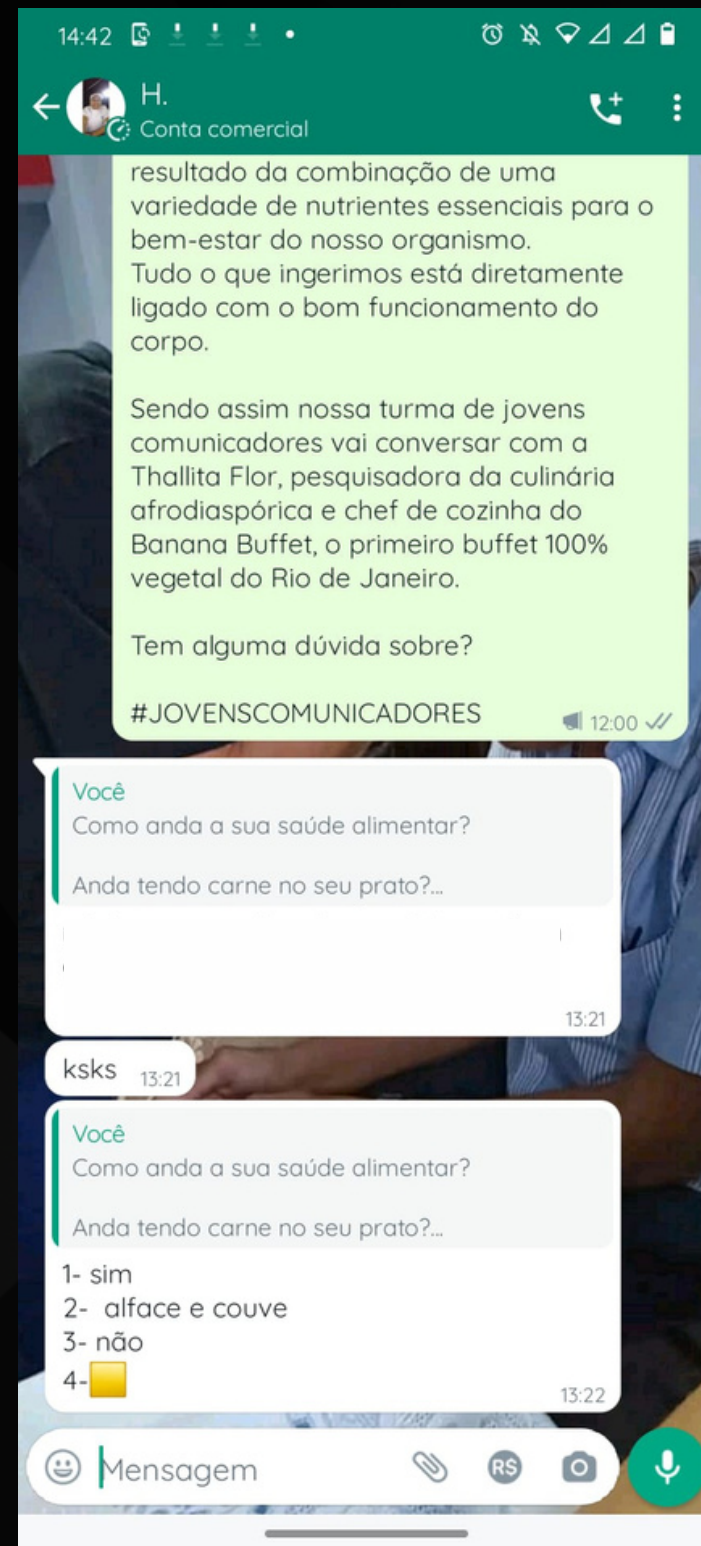 14:42
H.
Conta comercial
resultado da combinação de uma
variedade de nutrientes essenciais para o
bem-estar do nosso organismo.
Tudo o que ingerimos está diretamente
ligado com o bom funcionamento do
corpo.
Sendo assim nossa turma de jovens
comunicadores vai conversar com a
Thallita Flor, pesquisadora da culinária
afrodiaspórica e chef de cozinha do
Banana Buffet, o primeiro buffet 100%
vegetal do Rio de Janeiro.
Tem alguma dúvida sobre?
#JOVENSCOMUNICADORES
12:00
Você
Como anda a sua saúde alimentar?
Anda tendo carne no seu prato?...
13:21
ksks 13:21
Você
Como anda a sua saúde alimentar?
Anda tendo carne no seu prato?...
1- sim
2- alface e couve
3- não
4-🟨
13:22
Mensagem
R$